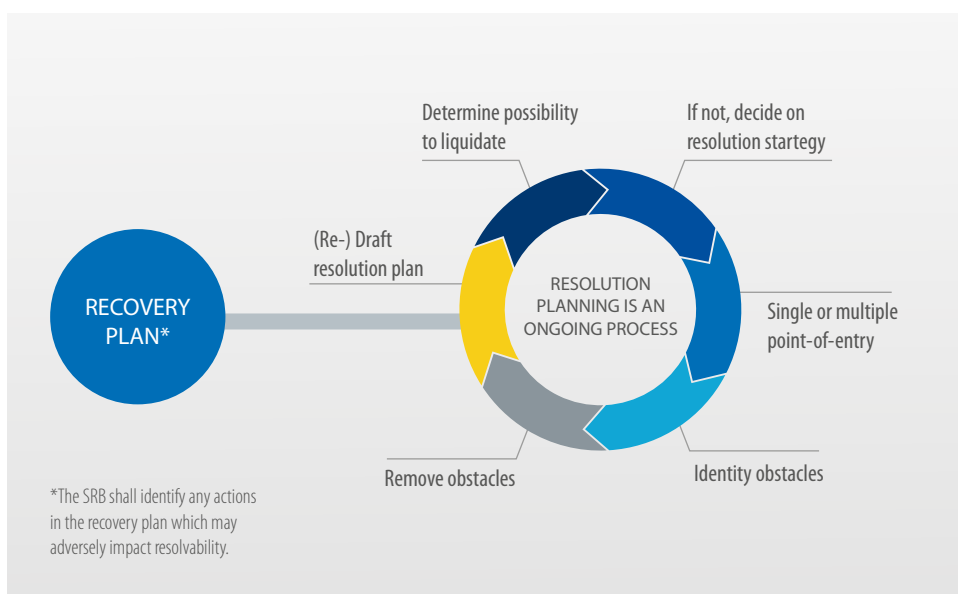 Determine possibility
to liquidate
If not, decide on
resolution startegy
(Re-) Draft
resolution plan
RECOVERY
PLAN*
RESOLUTION
PLANNING IS AN
ONGOING PROCESS
Single or multiple
point-of-entry
Remove obstacles
Identity obstacles
*The SRB shall identify any actions
in the recovery plan which may
adversely impact resolvability.